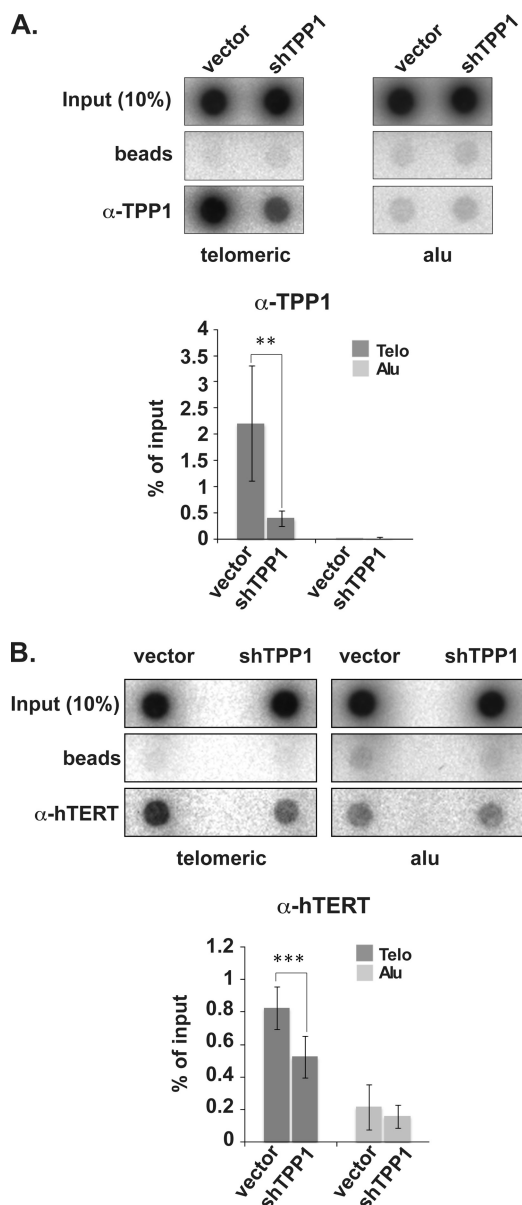 A.
vector shTPP1 vector shTPP1
Input (10%)
beads
α-TPP1
telomeric alu
α-TPP1
4
3.5
3
2.5
2
1.5
1
0.5
0
% of input
**
Telo
Alu
vector shTPP1 vector shTPP1
B.
vector shTPP1 vector shTPP1
Input (10%)
beads
α-hTERT
telomeric alu
α-hTERT
1.2
1
0.8
0.6
0.4
0.2
0
% of input
***
Telo
Alu
vector shTPP1 vector shTPP1